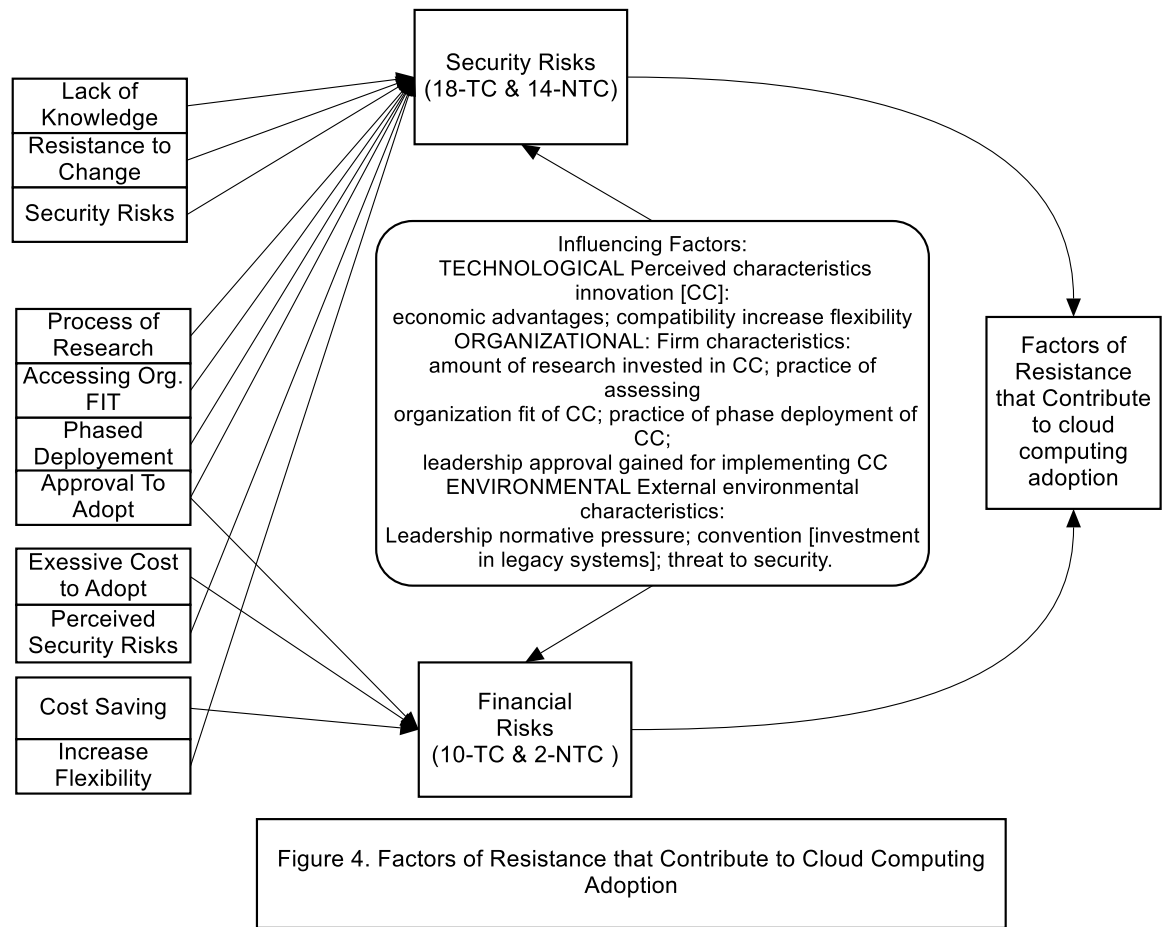 Security Risks
(18-TC & 14-NTC)
Lack of
Knowledge
Resistance to
Change
Security Risks
Process of
Research
Accessing Org.
FIT
Phased
Deployement
Approval To
Adopt
Exessive Cost
to Adopt
Perceived
Security Risks
Cost Saving
Increase
Flexibility
Influencing Factors:
TECHNOLOGICAL Perceived characteristics
innovation [CC]:
economic advantages; compatibility increase flexibility
ORGANIZATIONAL: Firm characteristics:
amount of research invested in CC; practice of
assessing
organization fit of CC; practice of phase deployment of
CC;
leadership approval gained for implementing CC
ENVIRONMENTAL External environmental
characteristics:
Leadership normative pressure; convention [investment
in legacy systems]; threat to security.
Financial
Risks
(10-TC & 2-NTC )
Factors of
Resistance
that Contribute
to cloud
computing
adoption
Figure 4. Factors of Resistance that Contribute to Cloud Computing
Adoption